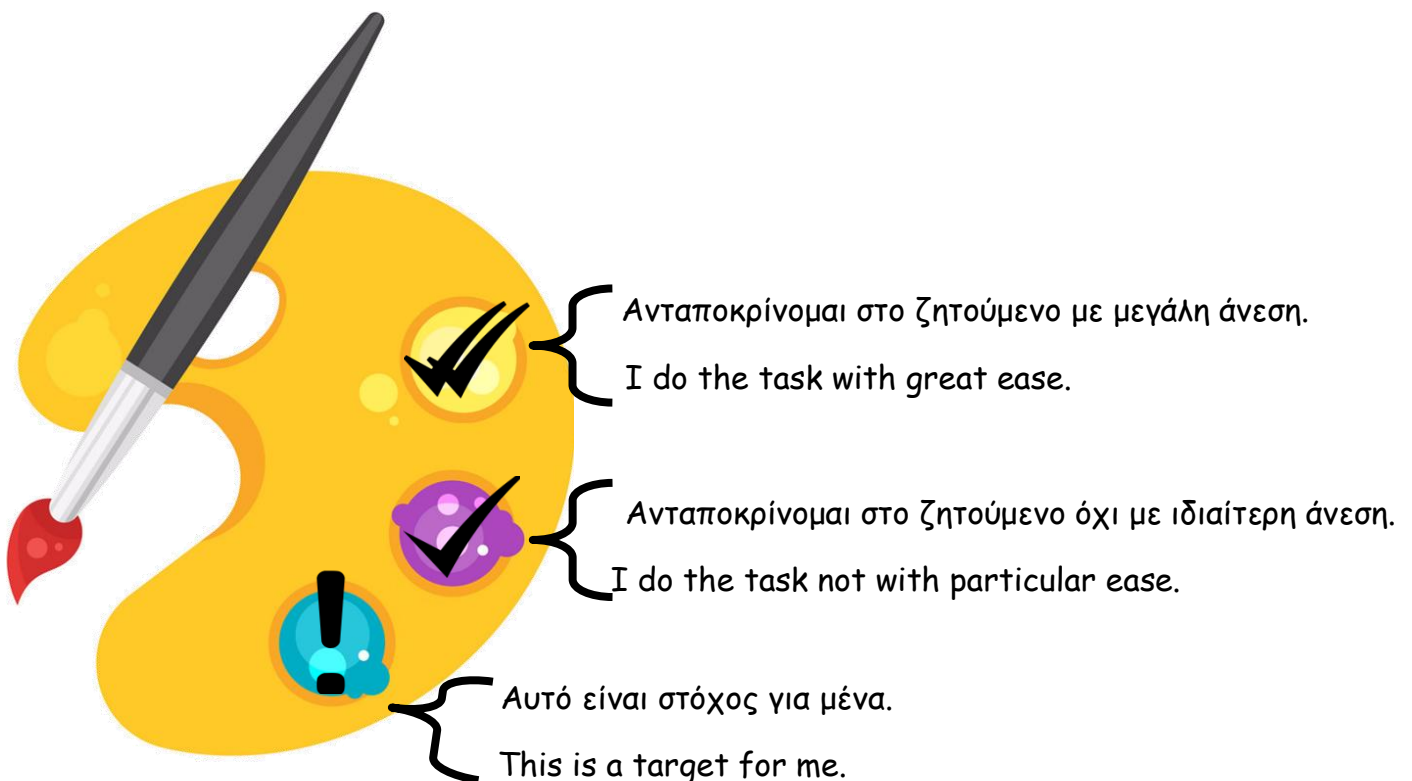 Ανταποκρίνομαι στο ζητούμενο με μεγάλη άνεση.
I do the task with great ease.
Ανταποκρίνομαι στο ζητούμενο όχι με ιδιαίτερη άνεση.
I do the task not with particular ease.
Αυτό είναι στόχος για μένα.
This is a target for me.